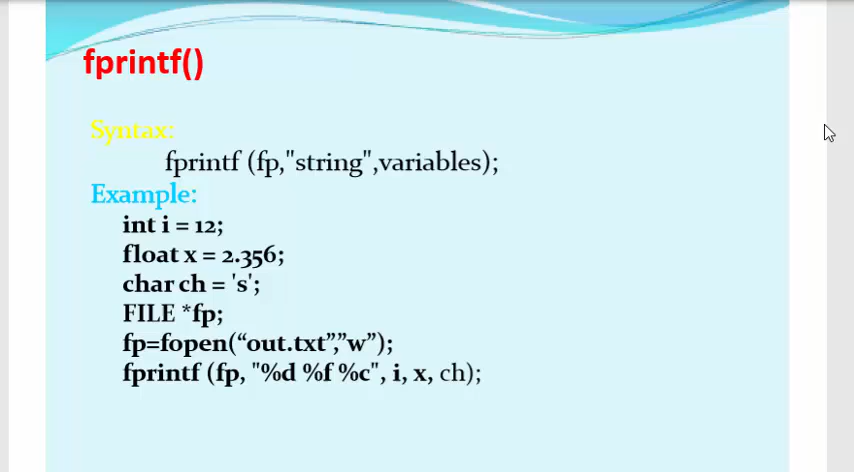 fprintf()
Syntax:
fprintf (fp,"string",variables);
Example:
int i = 12;
float x = 2.356;
char ch = 's';
FILE *fp;
fp=fopen(“out.txt”,”w”);
fprintf (fp, "%d %f %c", i, x, ch);